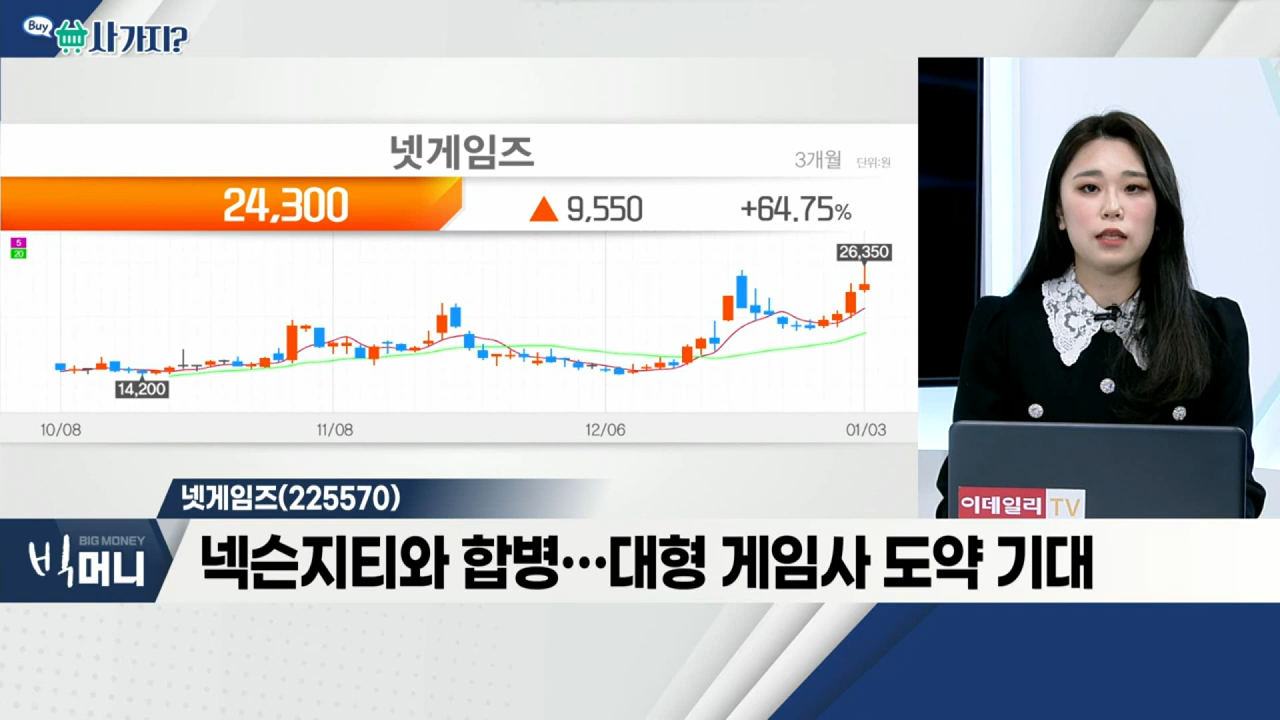 Buy
사가지?
넷게임즈
3개월 단위:원
24,300 ▲ 9,550 +64.75%
5
20
26,350
14,200
10/08 11/08 12/06 01/03
이데일리TV
넷게임즈(225570)
BIG MONEY
빅머니
넥슨지티와 합병…대형 게임사 도약 기대